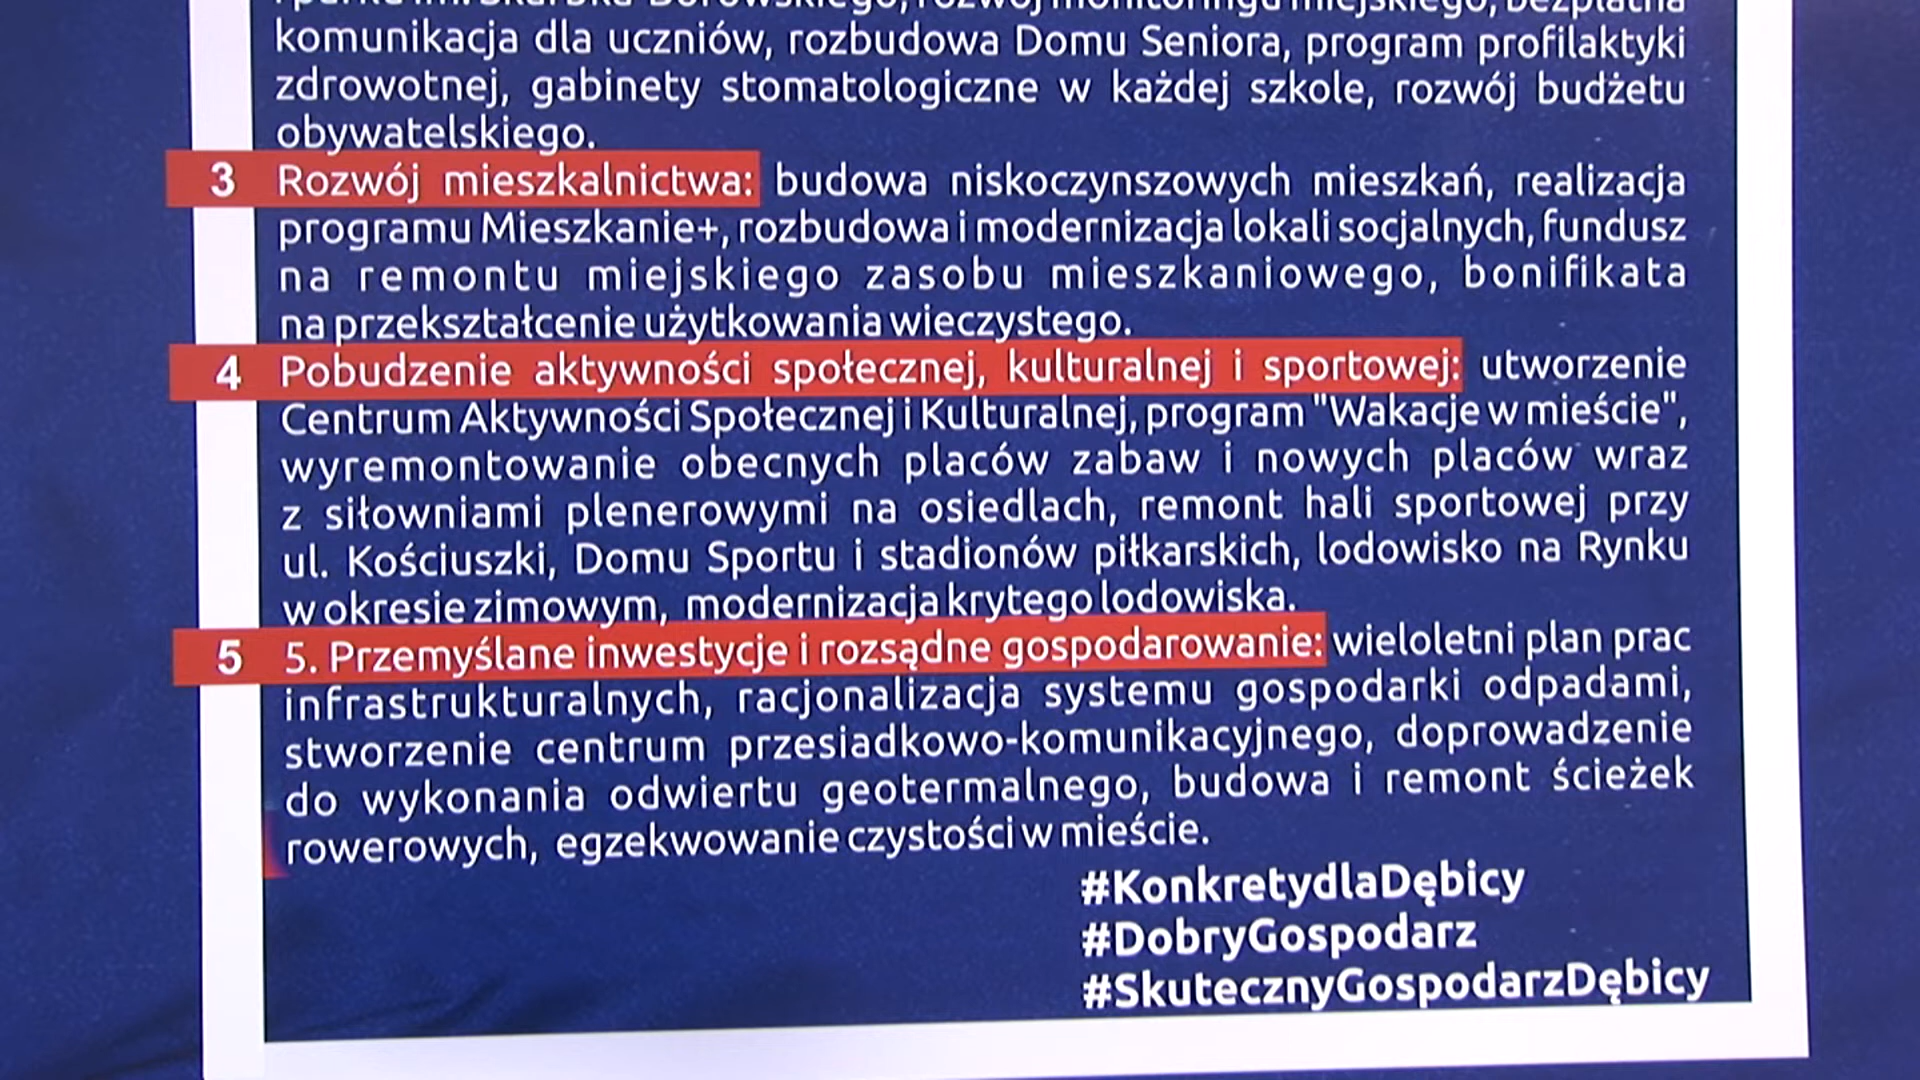 komunikacja dla uczniów, rozbudowa Domu Seniora, program profilaktyki
zdrowotnej, gabinety stomatologiczne w każdej szkole, rozwój budżetu
obywatelskiego.
3 Rozwój mieszkalnictwa: budowa niskoczynszowych mieszkań, realizacja
programu Mieszkanie+, rozbudowa i modernizacja lokali socjalnych, fundusz
na remontu miejskiego zasobu mieszkaniowego, bonifikata
na przekształcenie użytkowania wieczystego.
4 Pobudzenie aktywności społecznej, kulturalnej i sportowej: utworzenie
Centrum Aktywności Społecznej i Kulturalnej, program "Wakacje w mieście",
wyremontowanie obecnych placów zabaw i nowych placów wraz
z siłowniami plenerowymi na osiedlach, remont hali sportowej przy
ul. Kościuszki, Domu Sportu i stadionów piłkarskich, lodowisko na Rynku
w okresie zimowym, modernizacja krytego lodowiska.
5 5. Przemyślane inwestycje i rozsądne gospodarowanie: wieloletni plan prac
infrastrukturalnych, racjonalizacja systemu gospodarki odpadami,
stworzenie centrum przesiadkowo-komunikacyjnego, doprowadzenie
do wykonania odwiertu geotermalnego, budowa i remont ścieżek
rowerowych, egzekwowanie czystości w mieście.
#KonkretydlaDębicy
#DobryGospodarz
#SkutecznyGospodarzDębicy